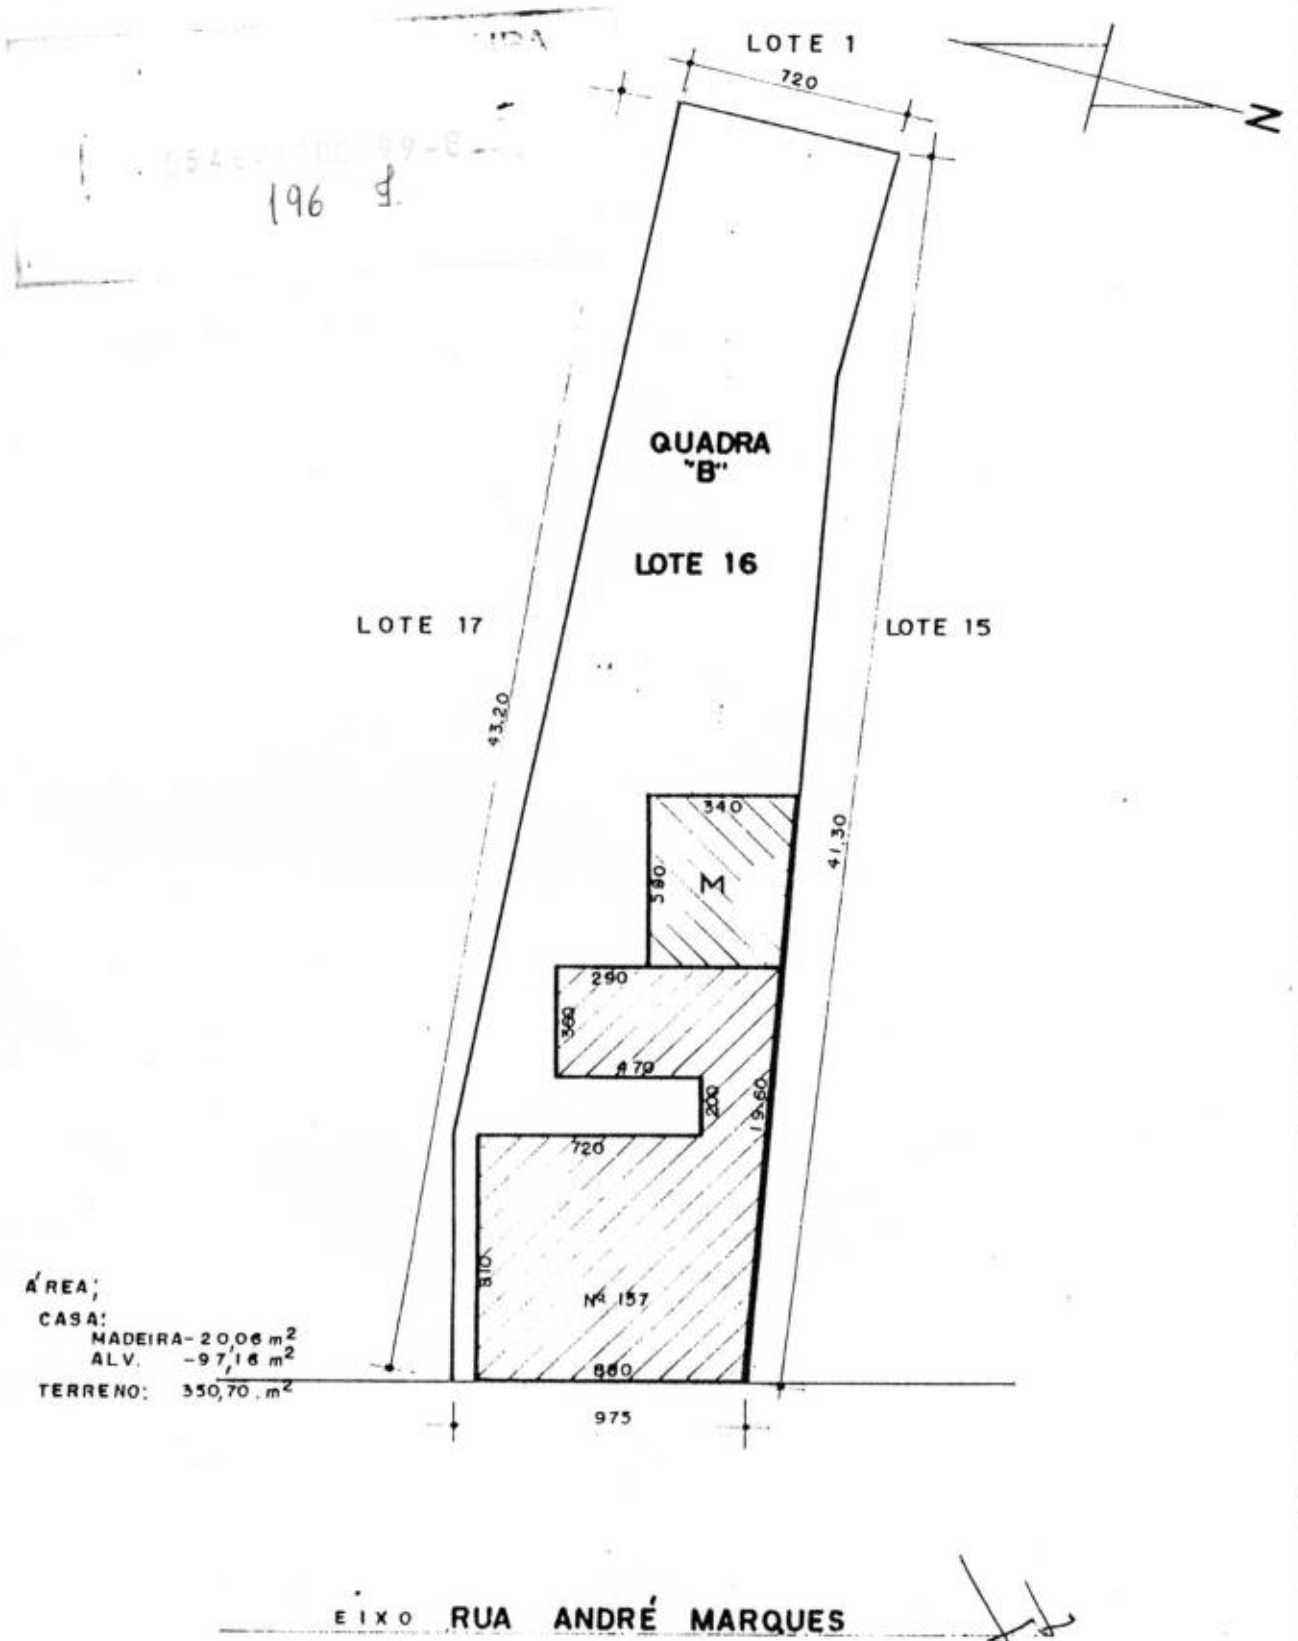 LOTE 1
720
N
196
QUADRA
"B"
LOTE 16
LOTE 17
LOTE 15
43,20
41,30
340
590
M
290
380
470
200
19,60
720
810
Nº 157
880
975
ÁREA;
CASA:
MADEIRA-20,06 m²
ALV. -97,16 m²
TERRENO: 350,70 m²
EIXO RUA ANDRÉ MARQUES